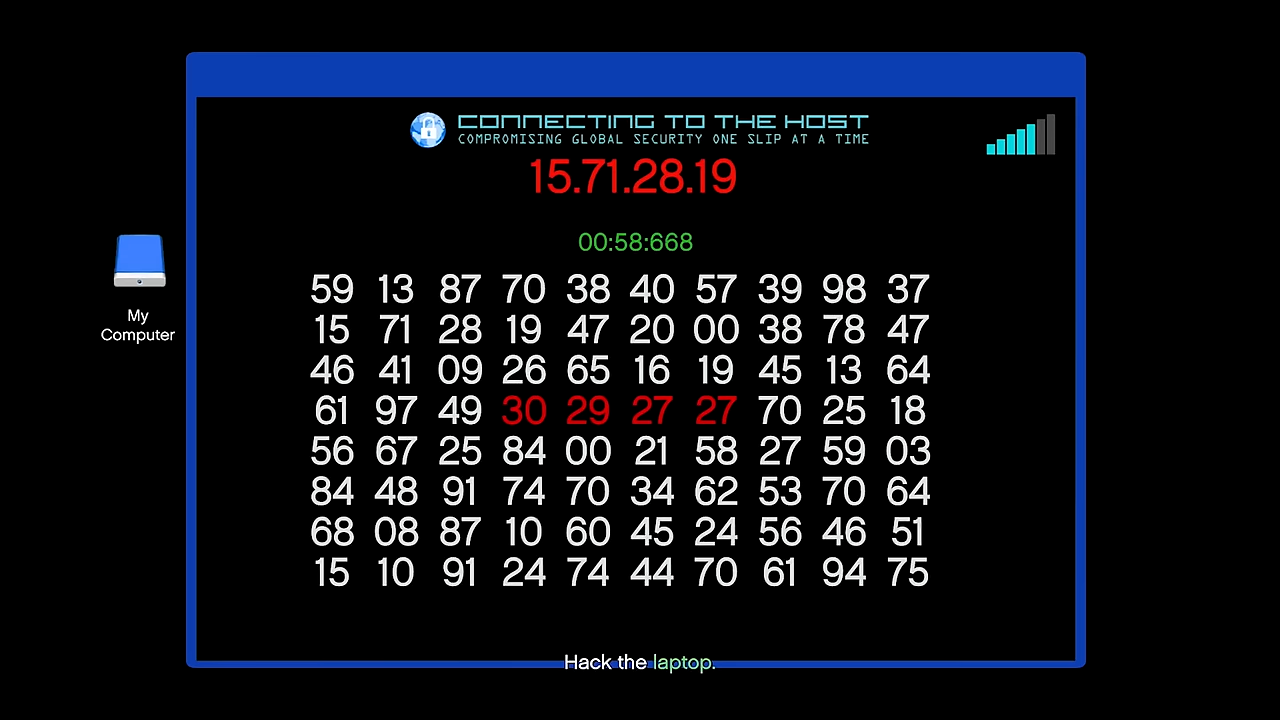 CONNECTING TO THE HOST
COMPROMISING GLOBAL SECURITY ONE SLIP AT A TIME
15.71.28.19
00:58:668
59 13 87 70 38 40 57 39 98 37
15 71 28 19 47 20 00 38 78 47
46 41 09 26 65 16 19 45 13 64
61 97 49 30 29 27 27 70 25 18
56 67 25 84 00 21 58 27 59 03
84 48 91 74 70 34 62 53 70 64
68 08 87 10 60 45 24 56 46 51
15 10 91 24 74 44 70 61 94 75
My
Computer
Hack the laptop.